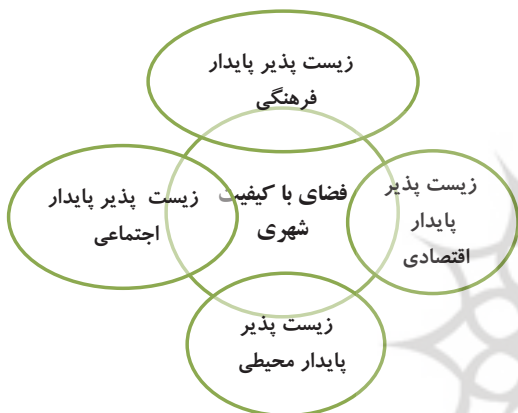 زیست پذیر پایدار
فرهنگی
فضای با کیفیت
شهری
زیست پذیر
پایدار
اقتصادی
زیست پذیر پایدار
اجتماعی
زیست پذیر
پایدار محیطی